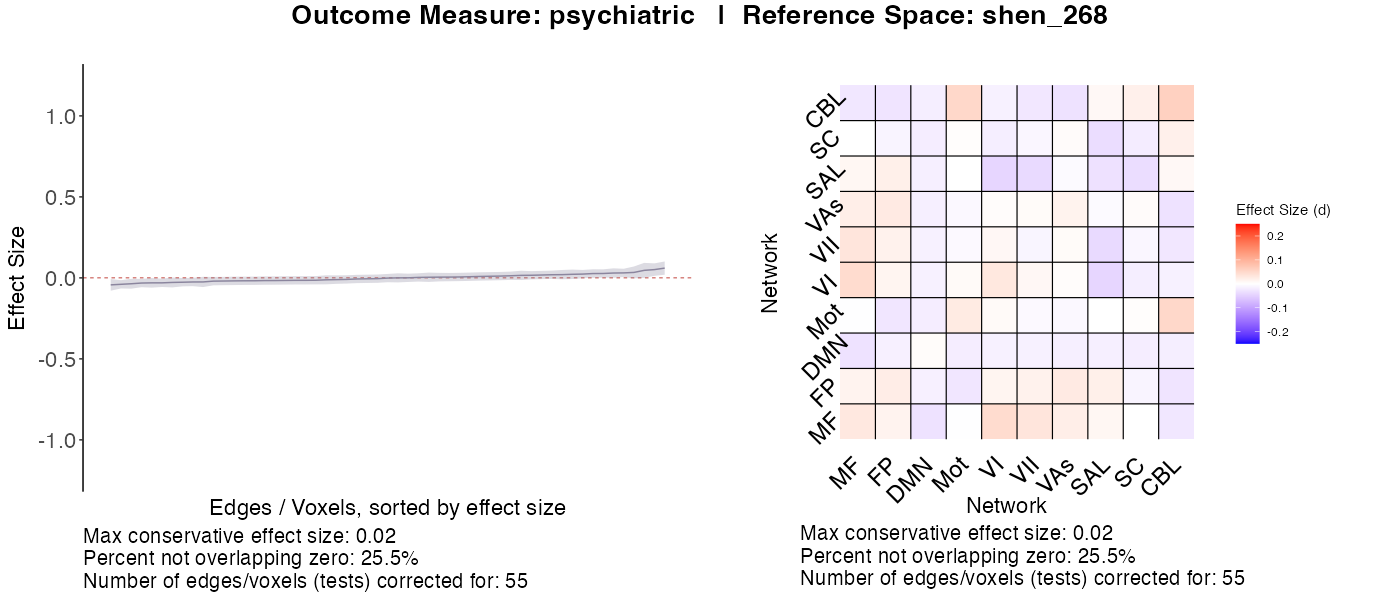 Outcome Measure: psychiatric | Reference Space: shen_268
1.0
0.5
0.0
-0.5
-1.0
Effect Size
Edges / Voxels, sorted by effect size
Max conservative effect size: 0.02
Percent not overlapping zero: 25.5%
Number of edges/voxels (tests) corrected for: 55
CBL
SC
SAL
VAs
VII
VI
Mot
DMN
FP
MF
Network
MF
FP
DMN
Mot
VI
VII
VAs
SAL
SC
CBL
Network
Effect Size (d)
0.2
0.1
0.0
-0.1
-0.2
Max conservative effect size: 0.02
Percent not overlapping zero: 25.5%
Number of edges/voxels (tests) corrected for: 55